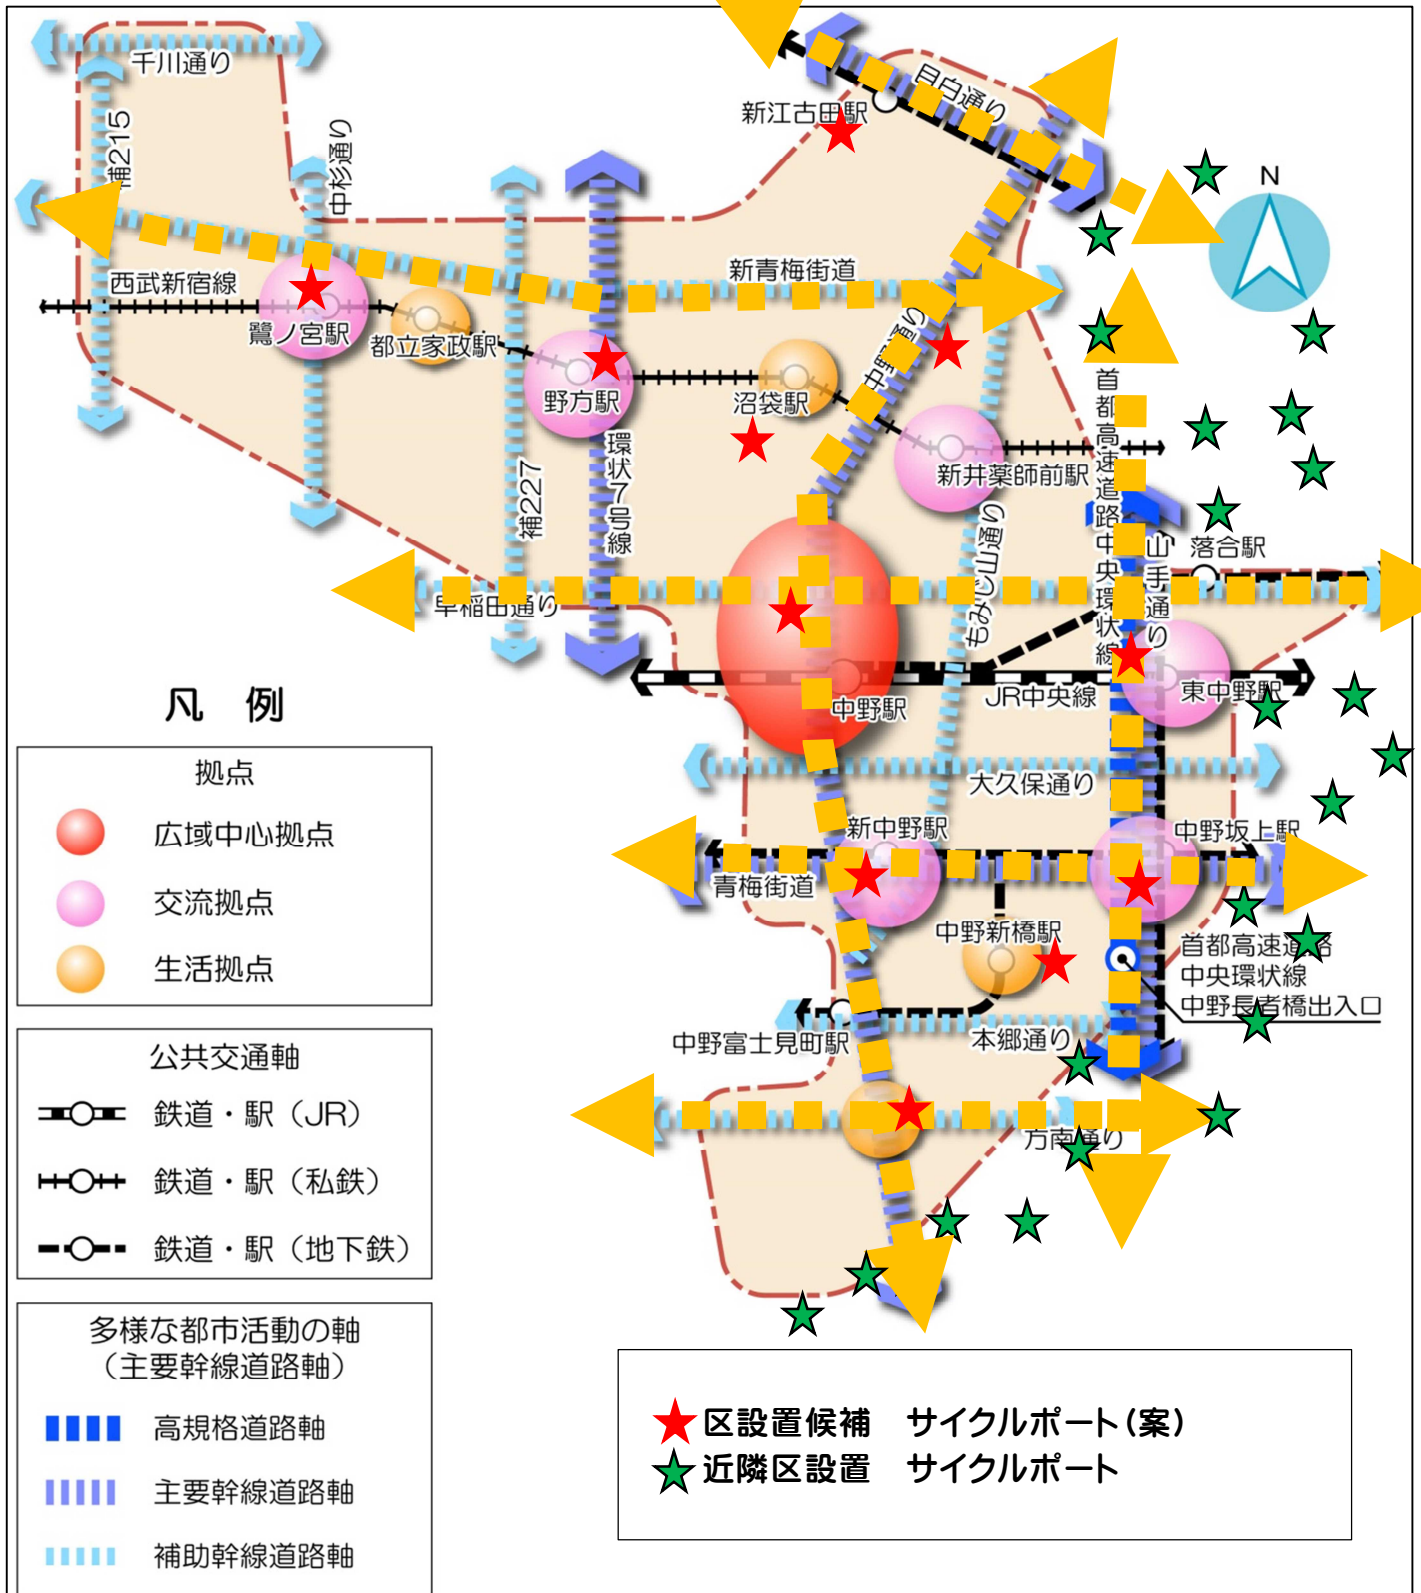 千川通り
補215
中杉通り
新江古田駅
目白通り
N
西武新宿線
鷺ノ宮駅
都立家政駅
新青梅街道
中野通り
野方駅
沼袋駅
新井薬師前駅
首都高速道路中央環状線
環状7号線
補227
もみじ山通り
山手通り
落合駅
早稲田通り
中野駅
JR中央線
東中野駅
大久保通り
新中野駅
中野坂上駅
青梅街道
中野新橋駅
首都高速道路
中央環状線
中野長者橋出入口
中野富士見町駅
本郷通り
方南通り
凡 例
拠点
広域中心拠点
交流拠点
生活拠点
公共交通軸
鉄道・駅（JR）
鉄道・駅（私鉄）
鉄道・駅（地下鉄）
多様な都市活動の軸
（主要幹線道路軸）
高規格道路軸
主要幹線道路軸
補助幹線道路軸
区設置候補 サイクルポート（案）
近隣区設置 サイクルポート